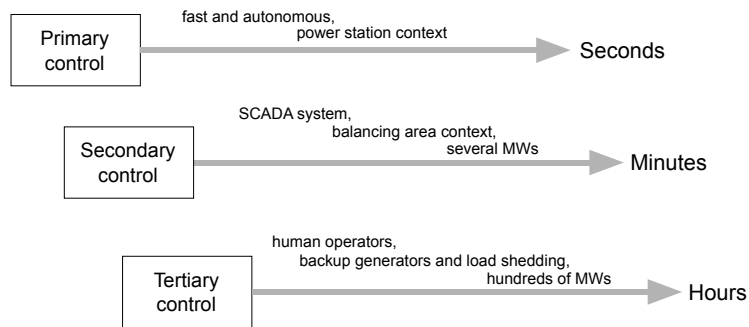 Primary
control
fast and autonomous,
power station context
Seconds
Secondary
control
SCADA system,
balancing area context,
several MWs
Minutes
Tertiary
control
human operators,
backup generators and load shedding,
hundreds of MWs
Hours